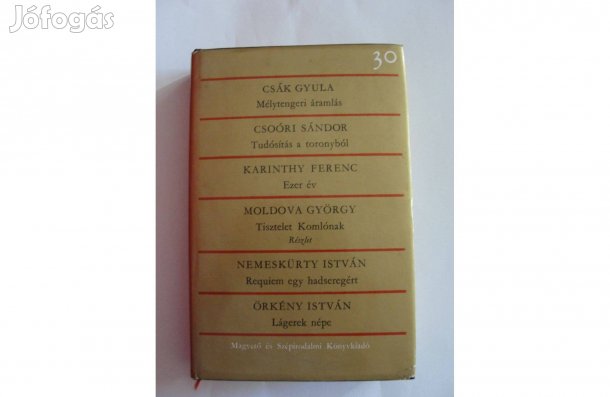 Jófogás
30
CSÁK GYULA
Mélytengeri áramlás
CSOÓRI SÁNDOR
Tudósítás a toronyból
KARINTHY FERENC
Ezer év
MOLDOVA GYÖRGY
Tisztelet Komlónak
Részlet
NEMESKÜRTY ISTVÁN
Requiem egy hadseregért
ÖRKÉNY ISTVÁN
Lágerek népe
Magvető és Szépirodalmi Könyvkiadó